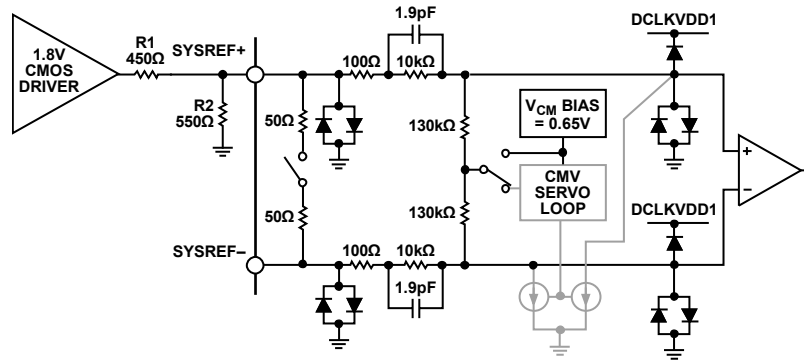 1.8V
CMOS
DRIVER
R1
450Ω
SYSREF+
R2
550Ω
1.9pF
100Ω
10kΩ
50Ω
50Ω
130kΩ
130kΩ
VCM BIAS
= 0.65V
CMV
SERVO
LOOP
DCLKVDD1
+
–
DCLKVDD1
SYSREF–
100Ω
10kΩ
1.9pF